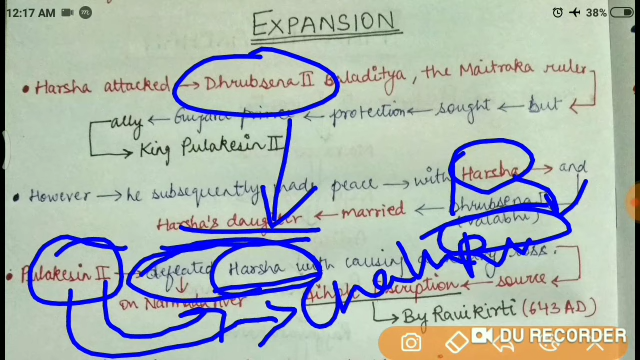 12:17 AM 38%
EXPANSION
• Harsha attacked → Dhrubsena II Baladitya, the Maitraka ruler
ally ← Gurjara prince ← protection ← sought ← but
→ King Pulakesin II
• However → he subsequently made peace → with Harsha → and
Harsha's daughter ← married ← Dhrubsena II
(Valabhi)
• Pulakesin II → defeated Harsha with causing
on Narmada river inscription ← source
→ By Ravikirti (643 AD)
DU RECORDER